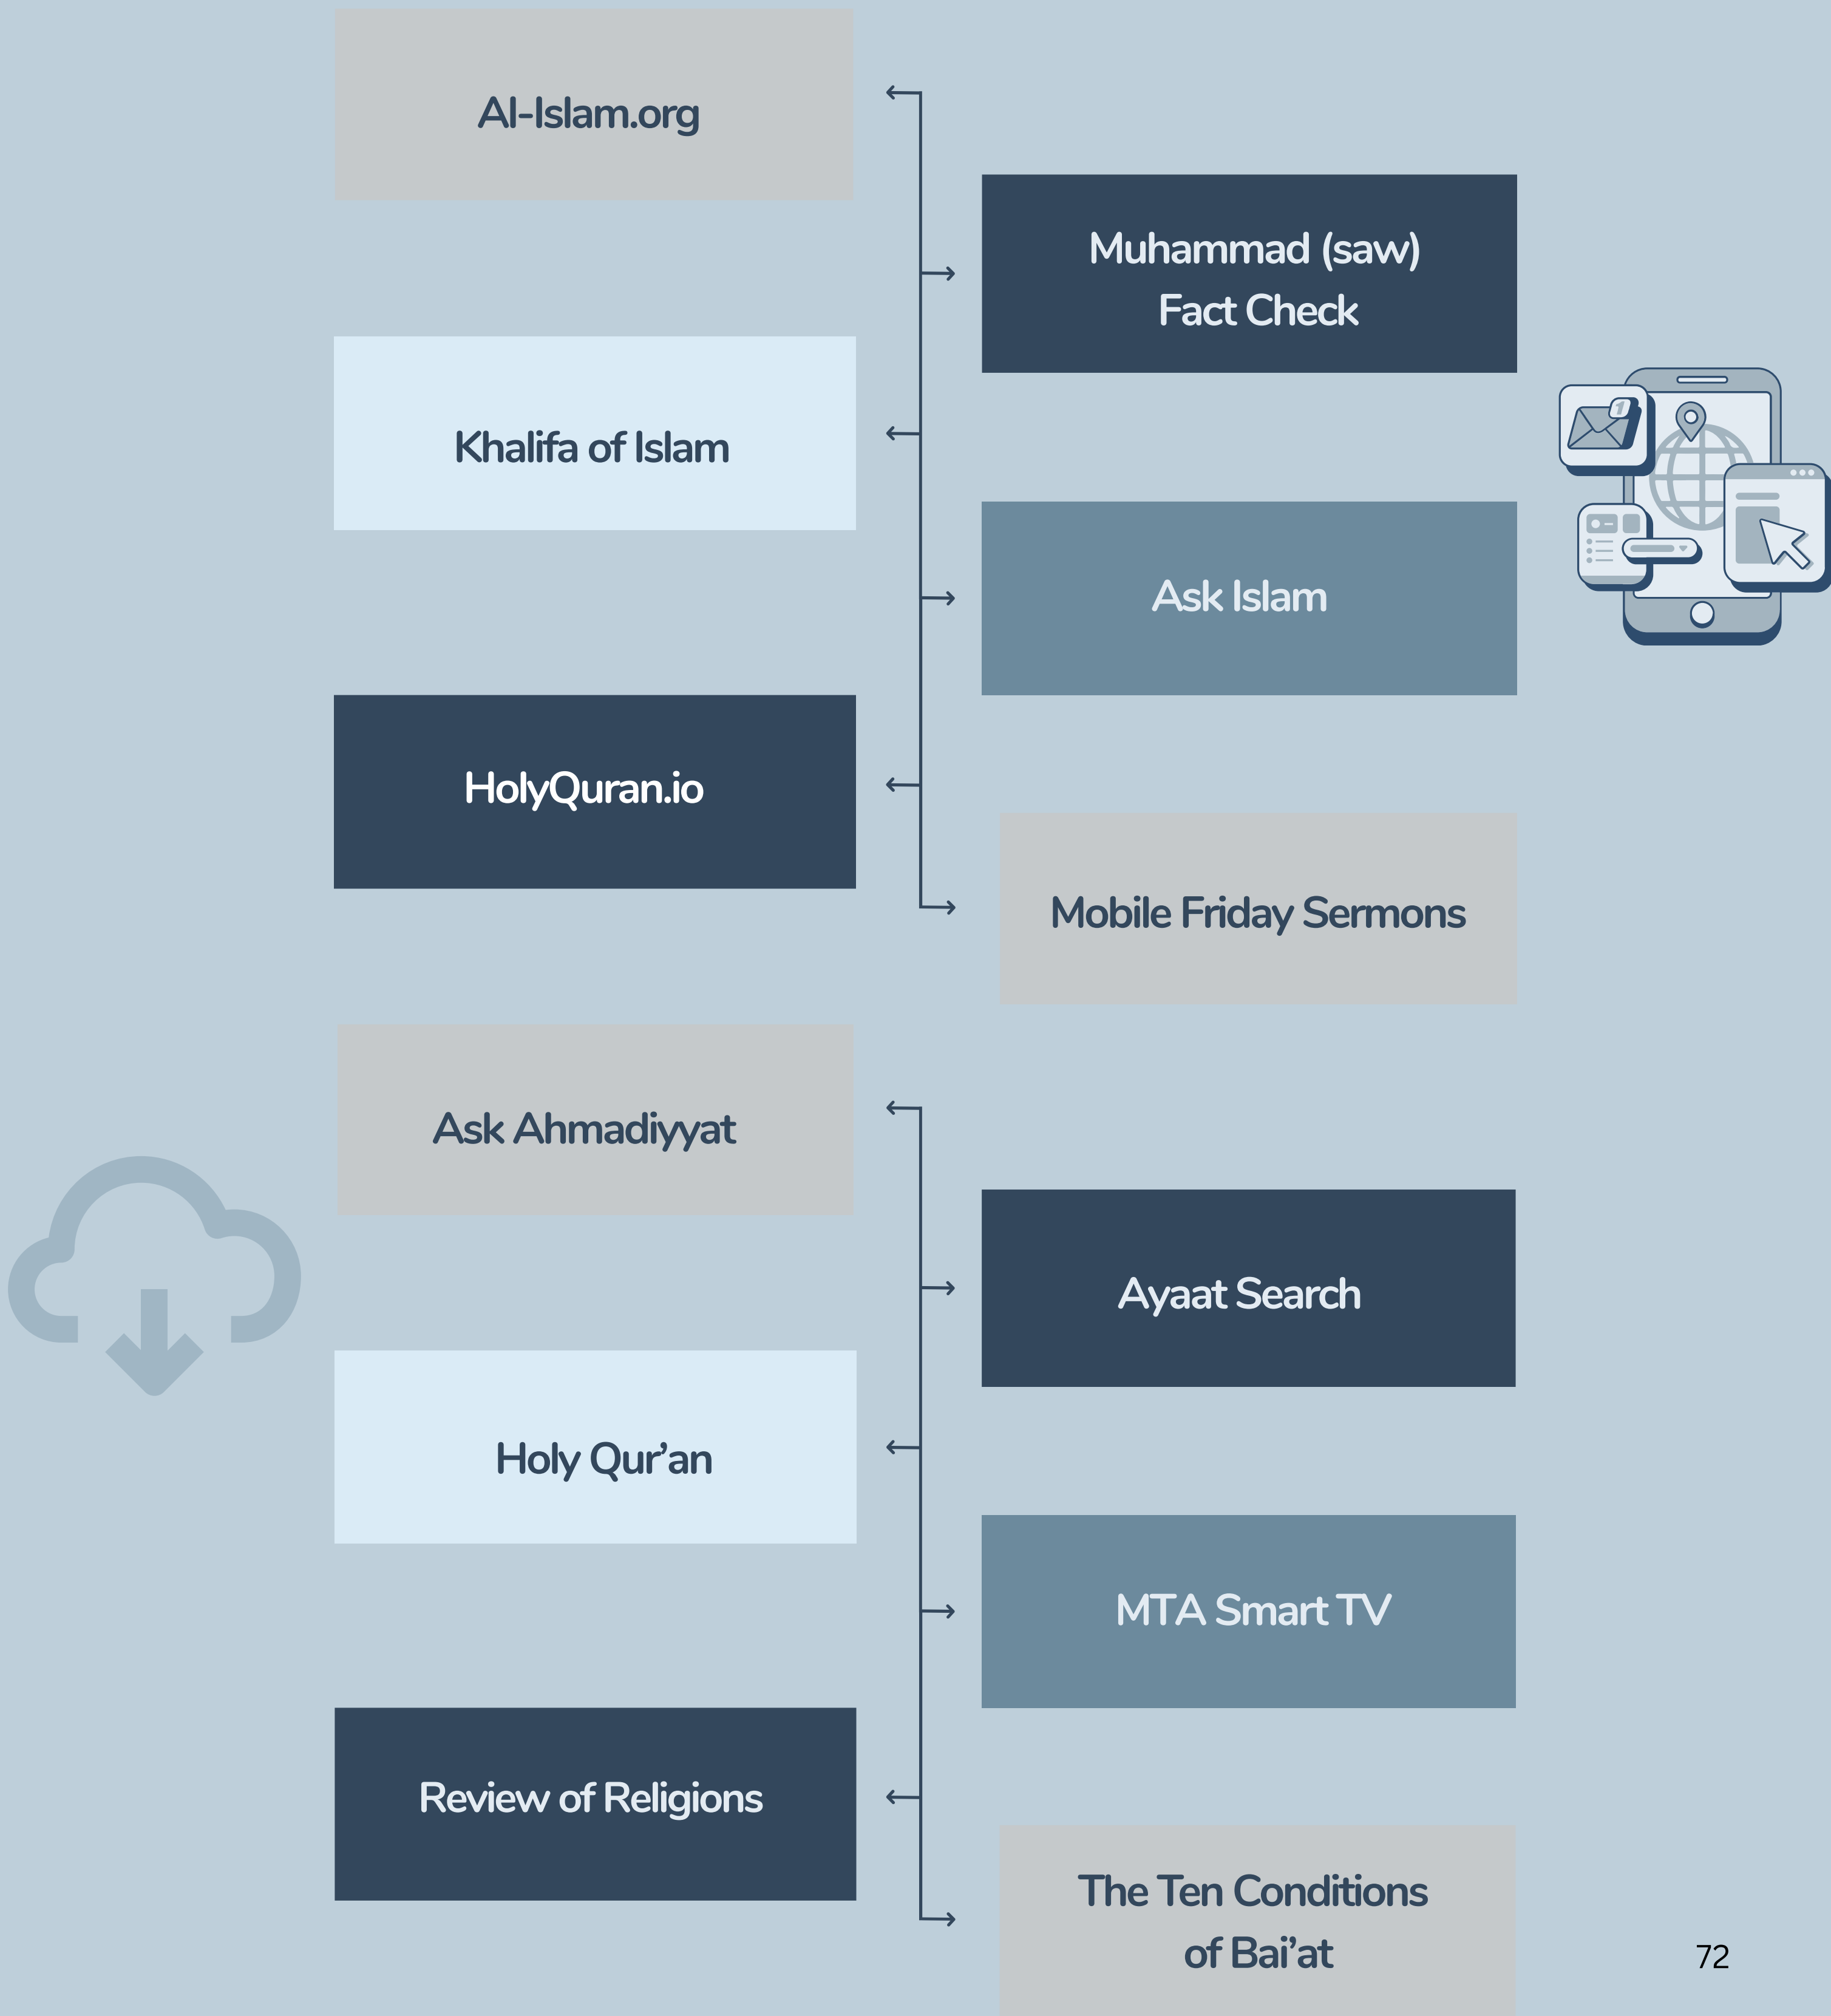 Al-Islam.org
Muhammad (saw)
Fact Check
Khalifa of Islam
1
Ask Islam
HolyQuran.io
Mobile Friday Sermons
Ask Ahmadiyyat
Ayaat Search
Holy Qur’an
MTA Smart TV
Review of Religions
The Ten Conditions
of Bai’at
72